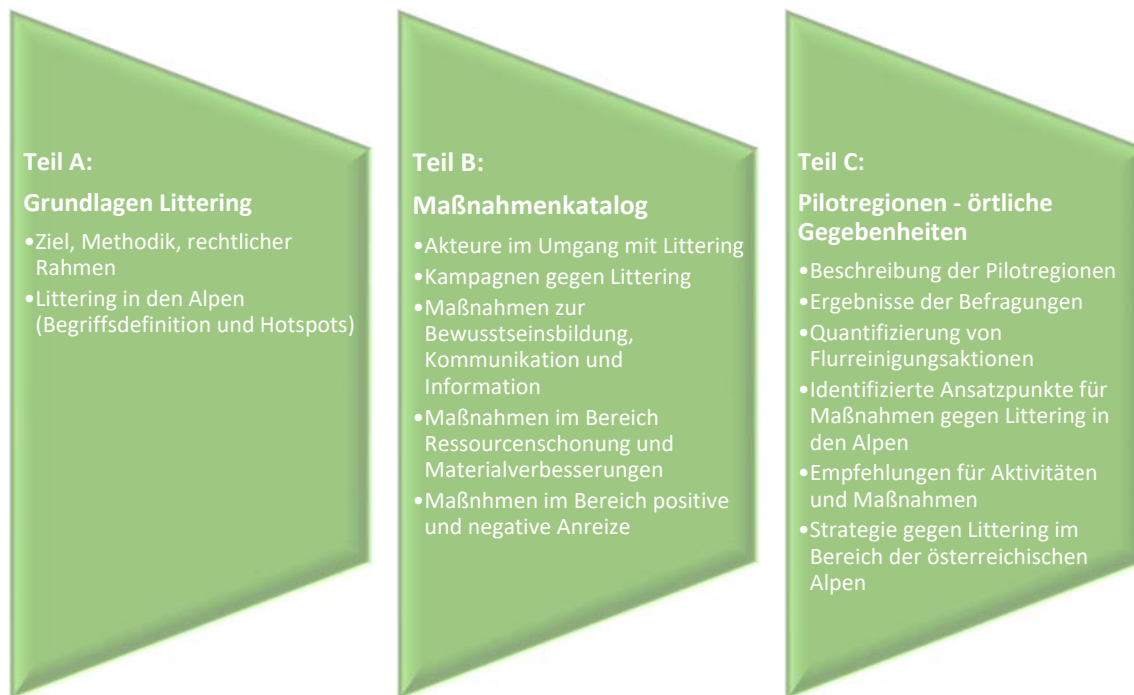 Teil A:
Grundlagen Littering
•Ziel, Methodik, rechtlicher
Rahmen
•Littering in den Alpen
(Begriffsdefinition und Hotspots)
Teil B:
Maßnahmenkatalog
•Akteure im Umgang mit Littering
•Kampagnen gegen Littering
•Maßnahmen zur
Bewusstseinsbildung,
Kommunikation und
Information
•Maßnahmen im Bereich
Ressourcenschonung und
Materialverbesserungen
•Maßnhmen im Bereich positive
und negative Anreize
Teil C:
Pilotregionen - örtliche
Gegebenheiten
•Beschreibung der Pilotregionen
•Ergebnisse der Befragungen
•Quantifizierung von
Flurreinigungsaktionen
•Identifizierte Ansatzpunkte für
Maßnahmen gegen Littering in
den Alpen
•Empfehlungen für Aktivitäten
und Maßnahmen
•Strategie gegen Littering im
Bereich der österreichischen
Alpen